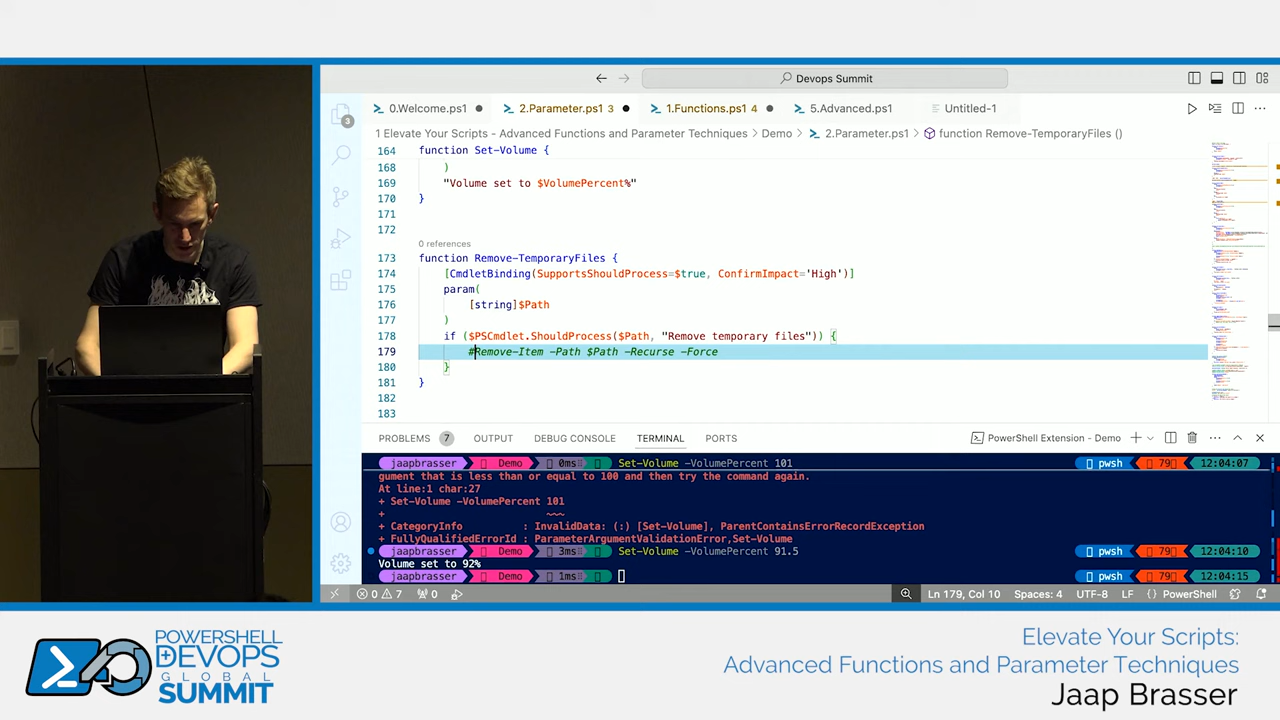 Devops Summit
0.Welcome.ps1
2.Parameter.ps1 3
1.Functions.ps1 4
5.Advanced.ps1
Untitled-1
3
1 Elevate Your Scripts - Advanced Functions and Parameter Techniques > Demo > 2.Parameter.ps1 > function Remove-TemporaryFiles ()
164 function Set-Volume {
168
169 "Volume set to $VolumePercent%"
170 }
171
172
0 references
173 function Remove-TemporaryFiles {
174 [CmdletBinding(SupportsShouldProcess=$true, ConfirmImpact='High')]
175 param(
176 [string]$Path
177 )
178 if ($PSCmdlet.ShouldProcess($Path, "Remove temporary files")) {
179 #Remove-Item -Path $Path -Recurse -Force
180 }
181 }
183
PROBLEMS 7 OUTPUT DEBUG CONSOLE TERMINAL PORTS
PowerShell Extension - Demo
jaapbrasser Demo 0ms Set-Volume -VolumePercent 101 pwsh 79 12:04:07
gument that is less than or equal to 100 and then try the command again.
At line:1 char:27
+ Set-Volume -VolumePercent 101
+ ~~~
+ CategoryInfo : InvalidData: (:) [Set-Volume], ParentContainsErrorRecordException
+ FullyQualifiedErrorId : ParameterArgumentValidationError,Set-Volume
jaapbrasser Demo 3ms Set-Volume -VolumePercent 91.5 pwsh 79 12:04:10
Volume set to 92%
jaapbrasser Demo 1ms pwsh 79 12:04:15
0 7 0 Ln 179, Col 10 Spaces: 4 UTF-8 LF {} PowerShell
POWERSHELL
+DEVOPS
GLOBAL
SUMMIT
Elevate Your Scripts:
Advanced Functions and Parameter Techniques
Jaap Brasser